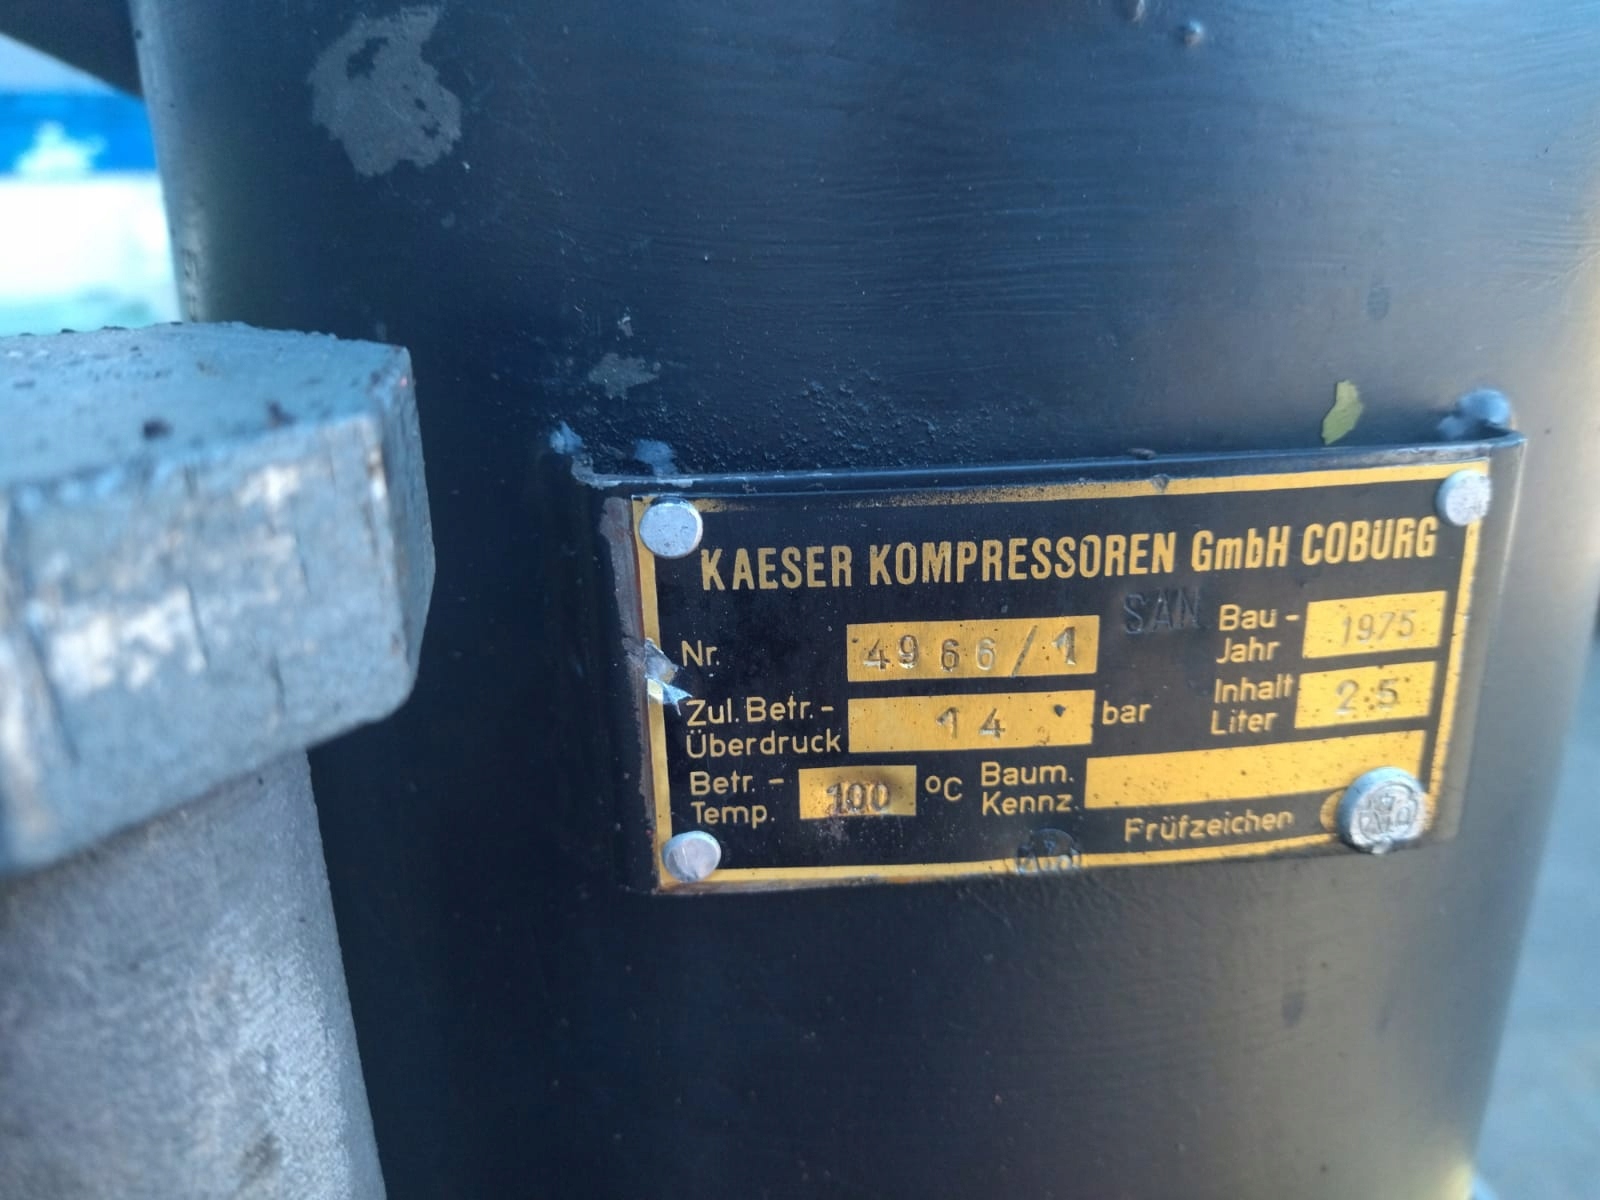 KAESER KOMPRESSOREN GmbH COBURG
SAN
Nr. 4966/1
Bau-
Jahr 1975
Zul. Betr.-
Überdruck 14 bar
Inhalt
Liter 25
Betr.-
Temp. 100 °C
Baum.
Kennz.
Prüfzeichen